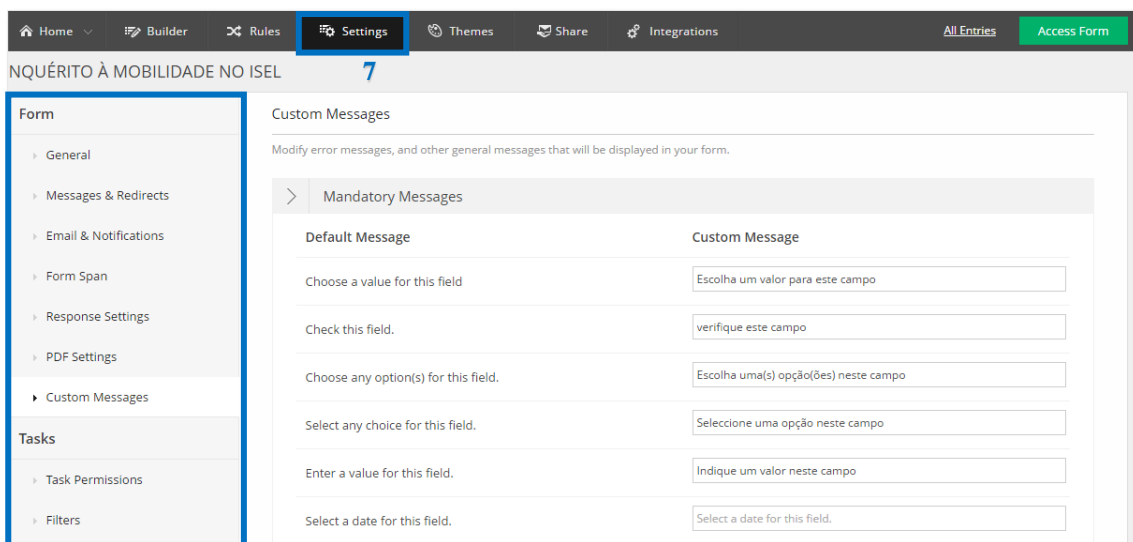 Home Builder Rules Settings Themes Share Integrations All Entries Access Form
NQUÉRITO À MOBILIDADE NO ISEL 7
Form
General
Messages & Redirects
Email & Notifications
Form Span
Response Settings
PDF Settings
Custom Messages
Tasks
Task Permissions
Filters
Custom Messages
Modify error messages, and other general messages that will be displayed in your form.
Mandatory Messages
Default Message Custom Message
Choose a value for this field Escolha um valor para este campo
Check this field. verifique este campo
Choose any option(s) for this field. Escolha uma(s) opção(ões) neste campo
Select any choice for this field. Seleccione uma opção neste campo
Enter a value for this field. Indique um valor neste campo
Select a date for this field. Select a date for this field.